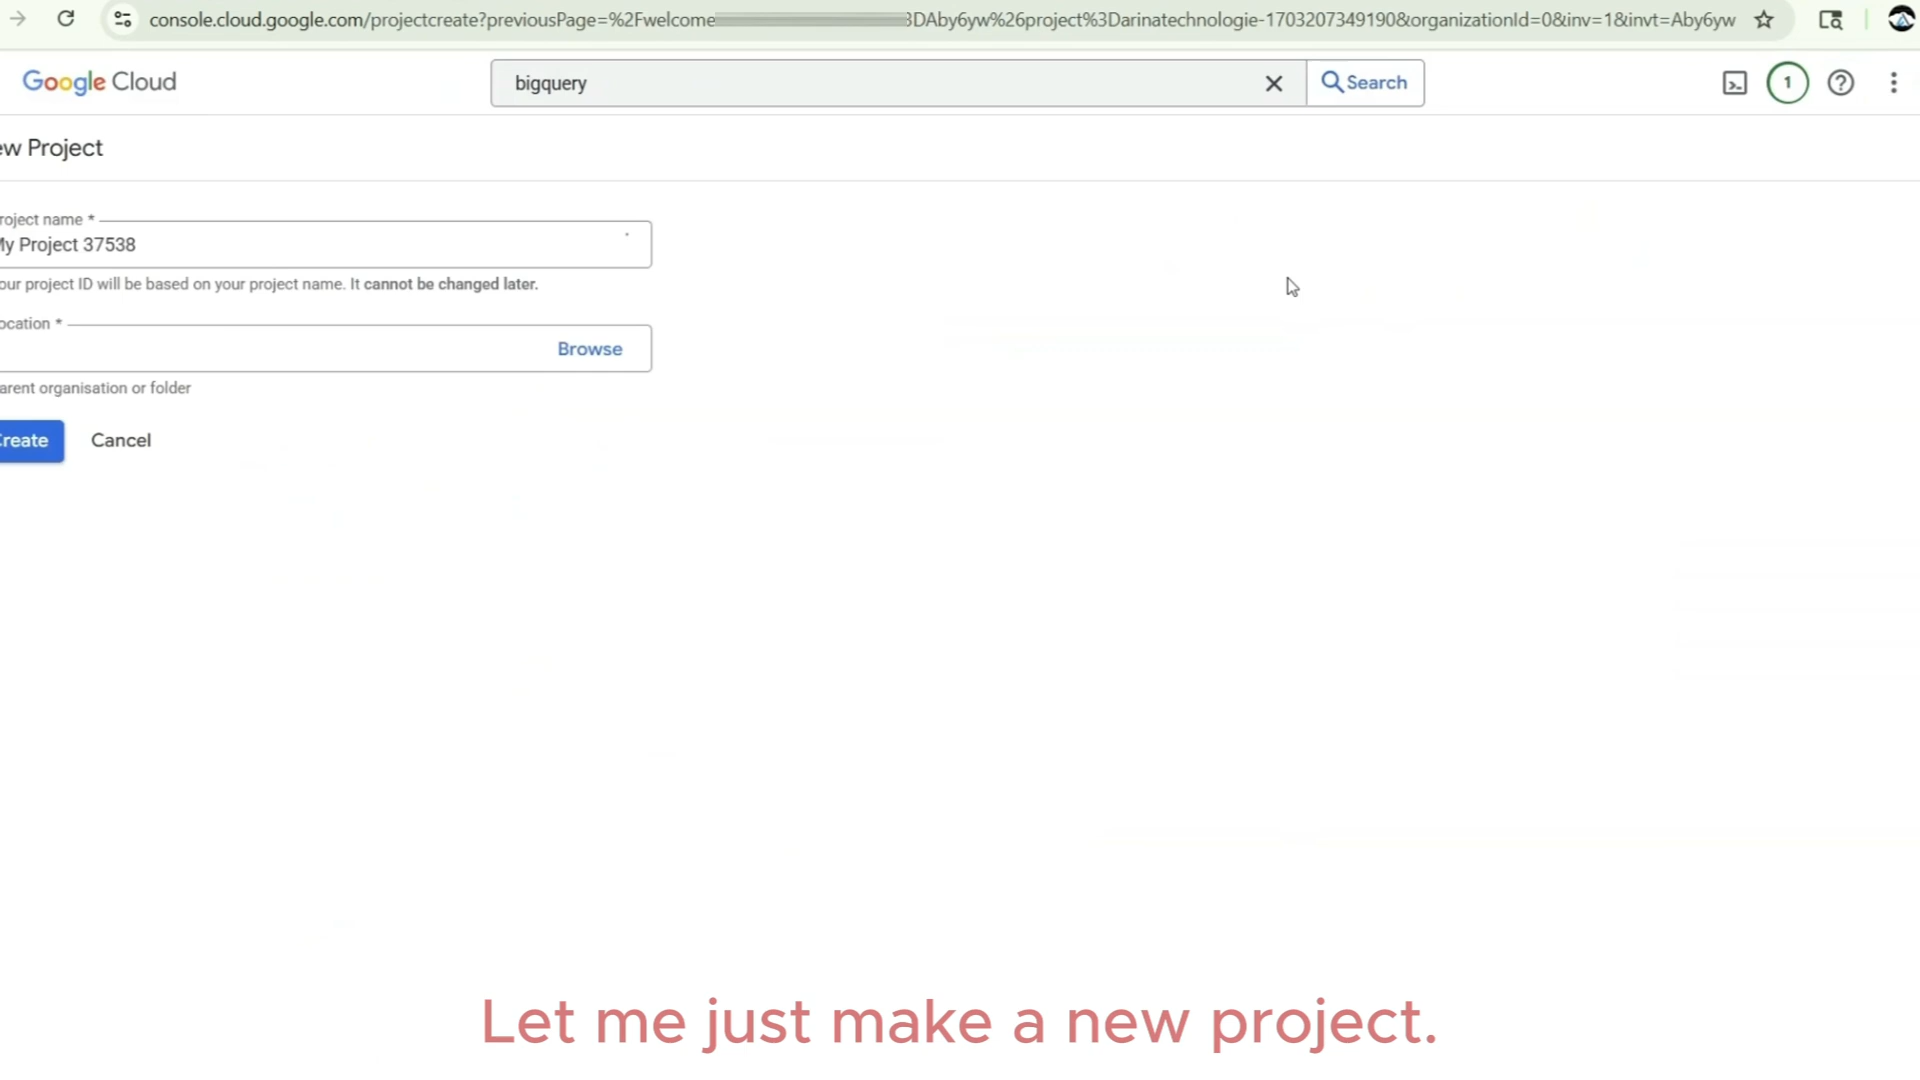 console.cloud.google.com/projectcreate?previousPage=%2Fwelcome 3DAby6yw%26project%3Darinatechnologie-1703207349190&organizationId=0&inv=1&invt=Aby6yw
Google Cloud
bigquery
Search
1
ew Project
roject name *
My Project 37538
our project ID will be based on your project name. It cannot be changed later.
ocation *
Browse
arent organisation or folder
Create
Cancel
Let me just make a new project.